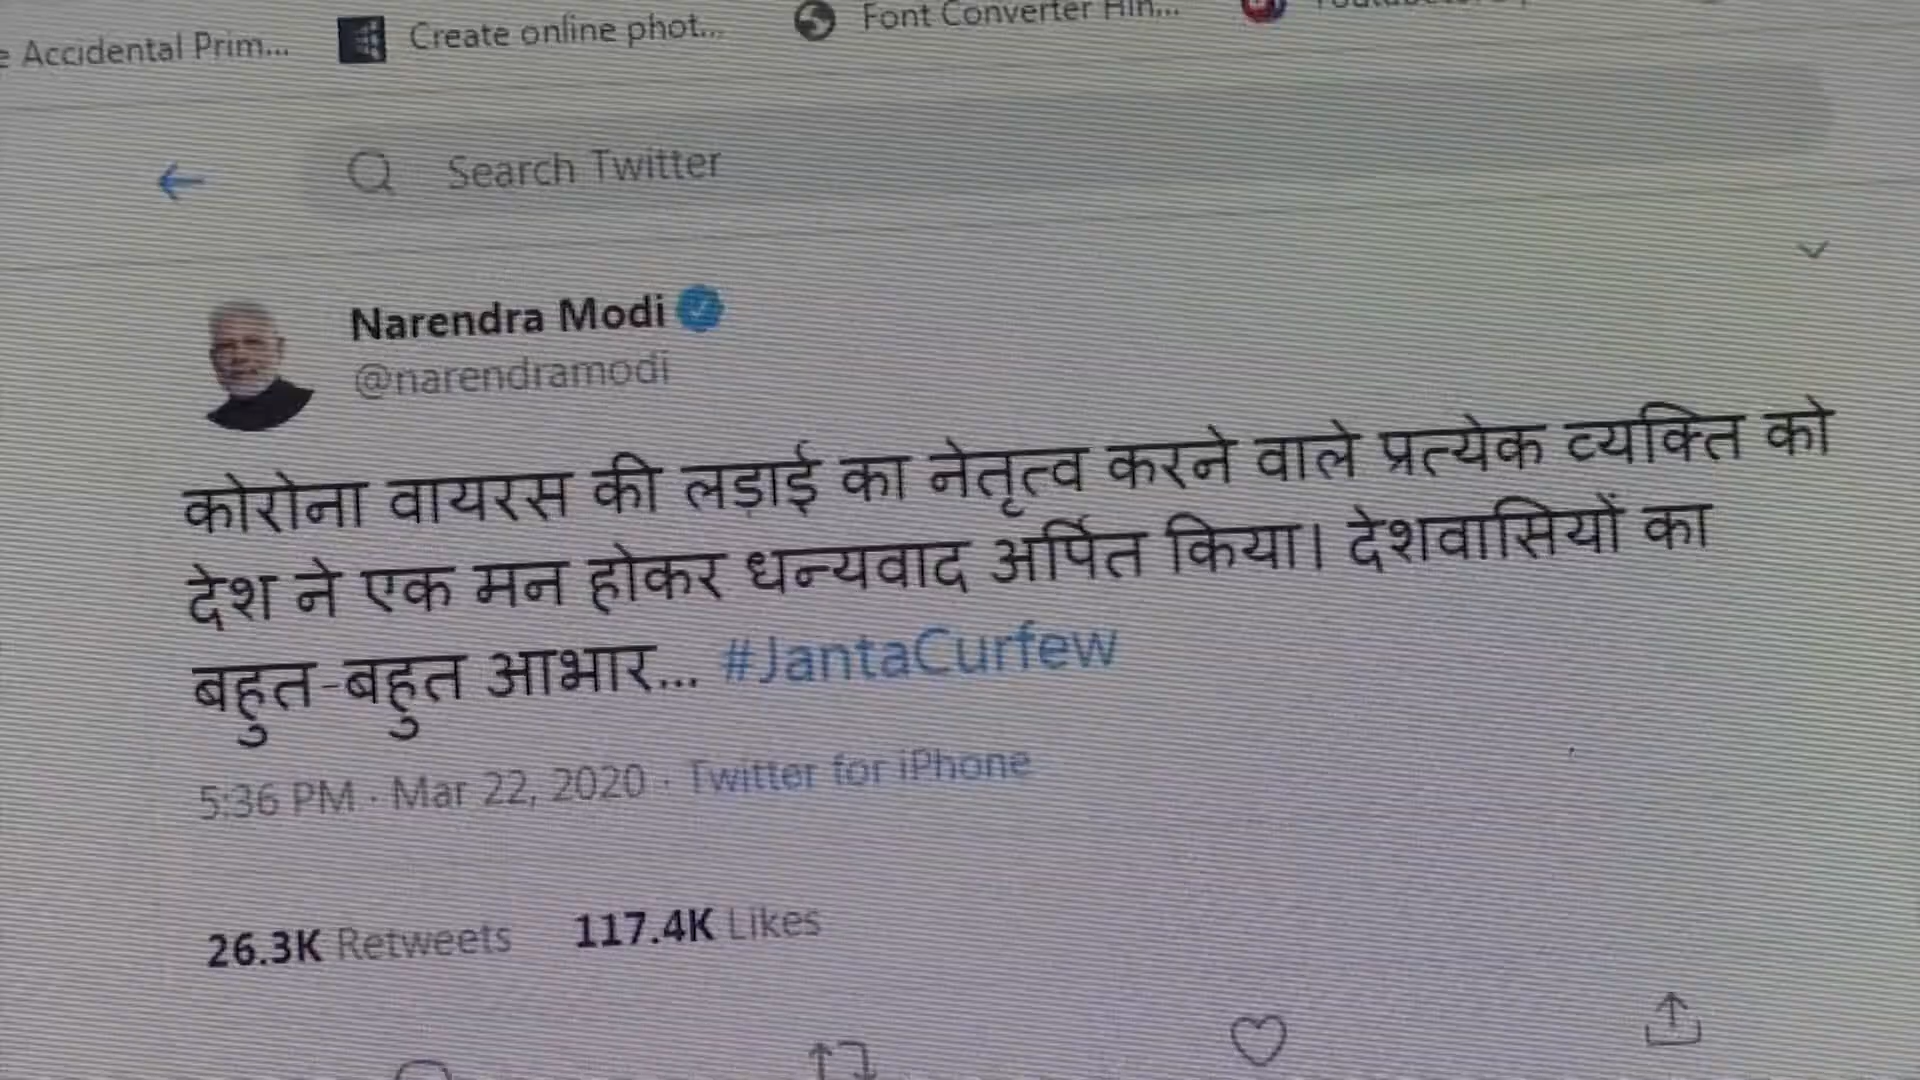 Accidental Prim...
Create online phot...
Font Converter Hin...
Search Twitter
Narendra Modi
@narendramodi
कोरोना वायरस की लड़ाई का नेतृत्व करने वाले प्रत्येक व्यक्ति को
देश ने एक मन होकर धन्यवाद अर्पित किया। देशवासियों का
बहुत-बहुत आभार... #JantaCurfew
5:36 PM · Mar 22, 2020 · Twitter for iPhone
26.3K Retweets 117.4K Likes